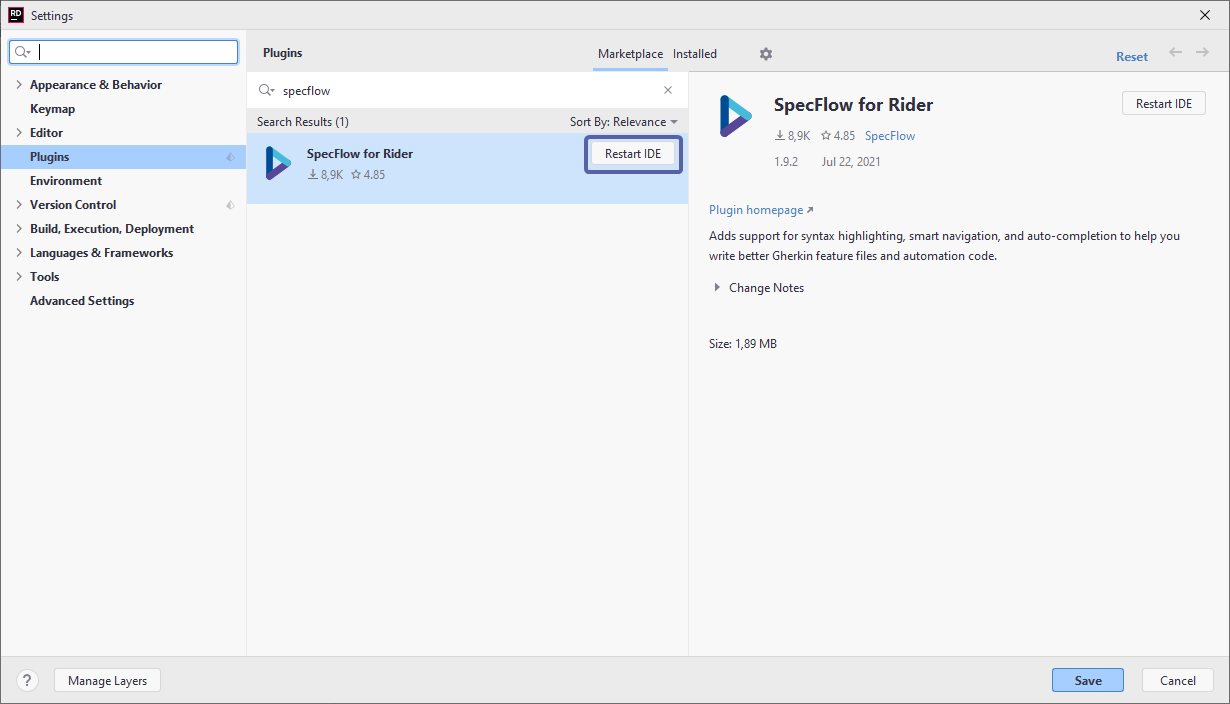 RD
Settings
Appearance & Behavior
Keymap
Editor
Plugins
Environment
Version Control
Build, Execution, Deployment
Languages & Frameworks
Tools
Advanced Settings
Plugins
Marketplace Installed
Reset
specflow
Search Results (1) Sort By: Relevance
SpecFlow for Rider
8,9K 4.85
Restart IDE
SpecFlow for Rider
Restart IDE
8,9K 4.85 SpecFlow
1.9.2 Jul 22, 2021
Plugin homepage
Adds support for syntax highlighting, smart navigation, and auto-completion to help you
write better Gherkin feature files and automation code.
Change Notes
Size: 1,89 MB
? Manage Layers
Save Cancel